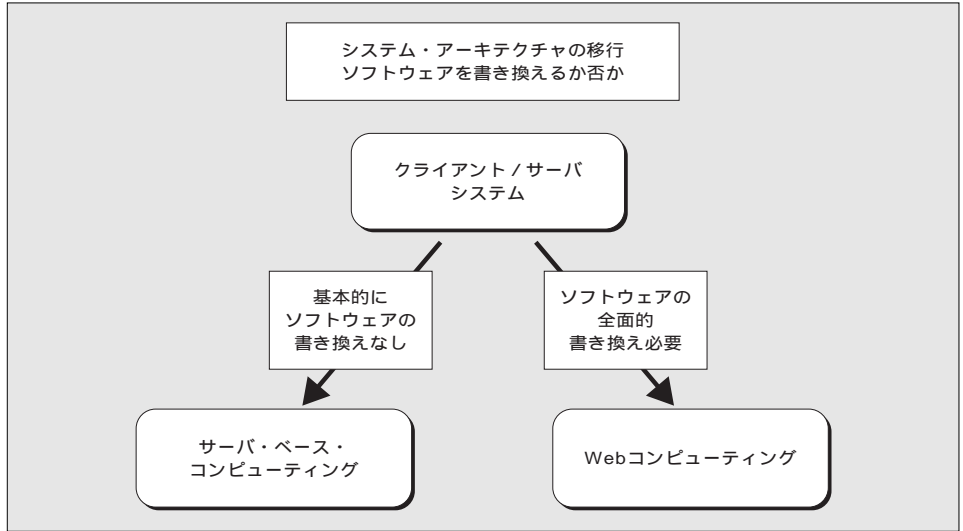 システム・アーキテクチャの移行
ソフトウェアを書き換えるか否か
クライアント / サーバ
システム
基本的に
ソフトウェアの
書き換えなし
ソフトウェアの
全面的
書き換え必要
サーバ・ベース・
コンピューティング
Webコンピューティング